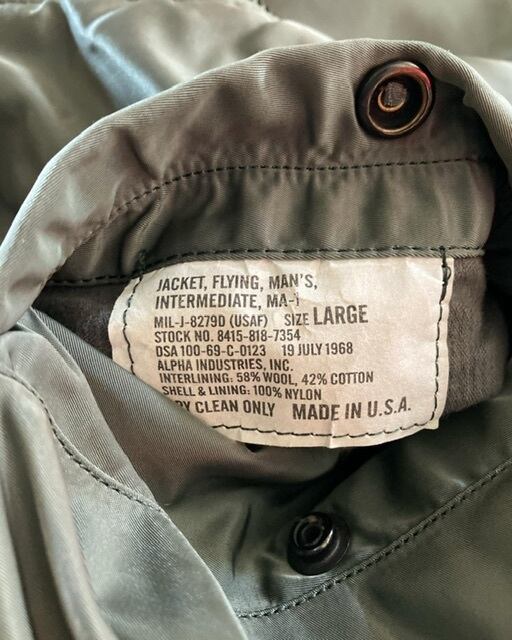 JACKET, FLYING, MAN'S,
INTERMEDIATE, MA-1
MIL-J-8279D (USAF) SIZE LARGE
STOCK NO. 8415-818-7354
DSA 100-69-C-0123 19 JULY 1968
ALPHA INDUSTRIES, INC.
INTERLINING: 58% WOOL, 42% COTTON
SHELL & LINING: 100% NYLON
CLEAN ONLY MADE IN U.S.A.